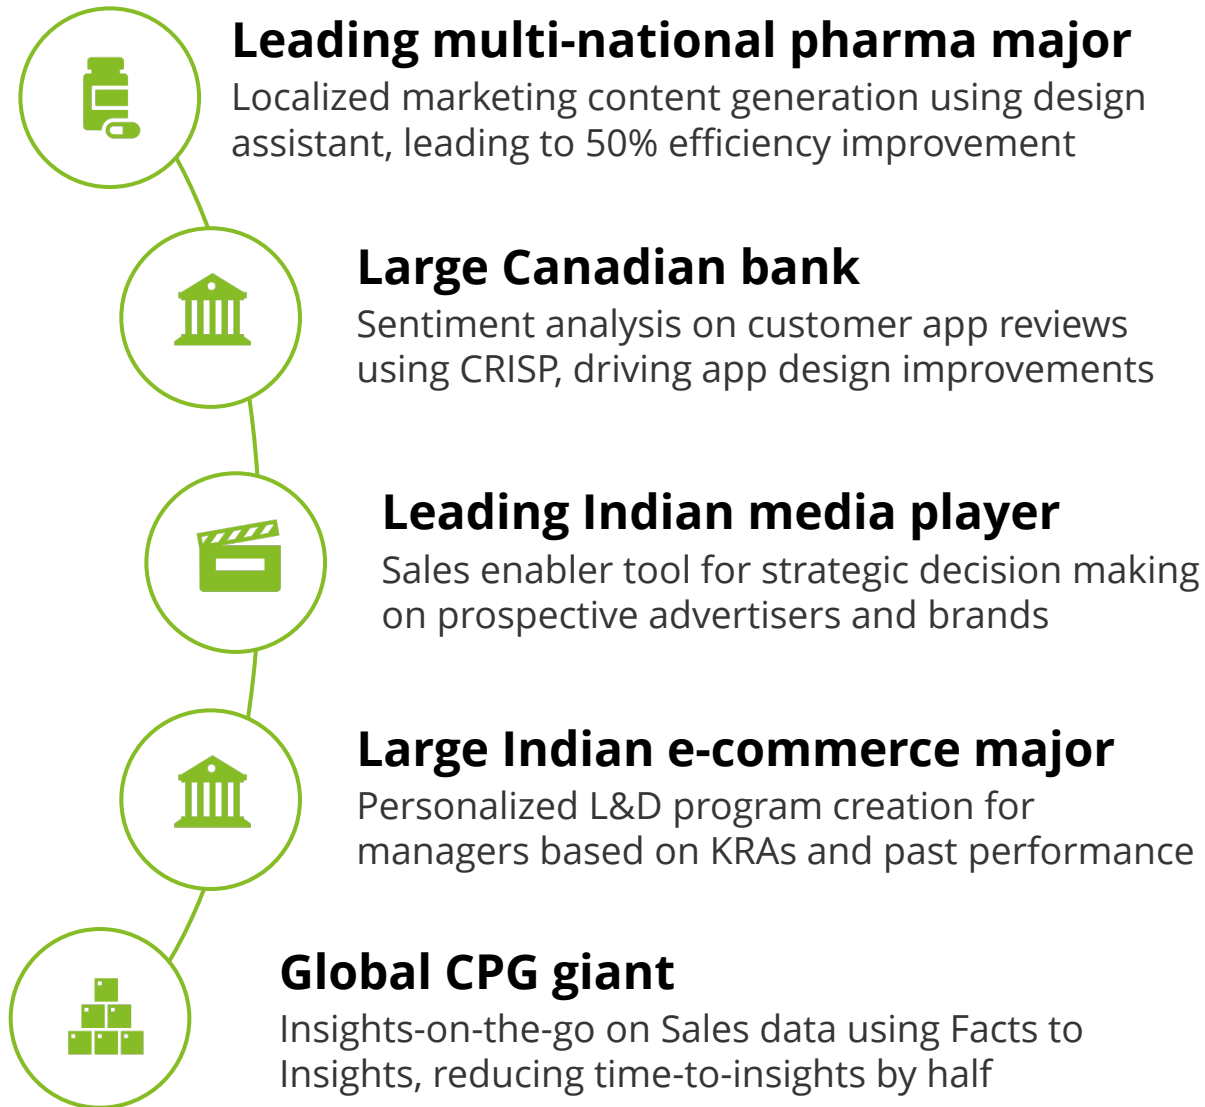 Leading multi-national pharma major
Localized marketing content generation using design
assistant, leading to 50% efficiency improvement
Large Canadian bank
Sentiment analysis on customer app reviews
using CRISP, driving app design improvements
Leading Indian media player
Sales enabler tool for strategic decision making
on prospective advertisers and brands
Large Indian e-commerce major
Personalized L&D program creation for
managers based on KRAs and past performance
Global CPG giant
Insights-on-the-go on Sales data using Facts to
Insights, reducing time-to-insights by half